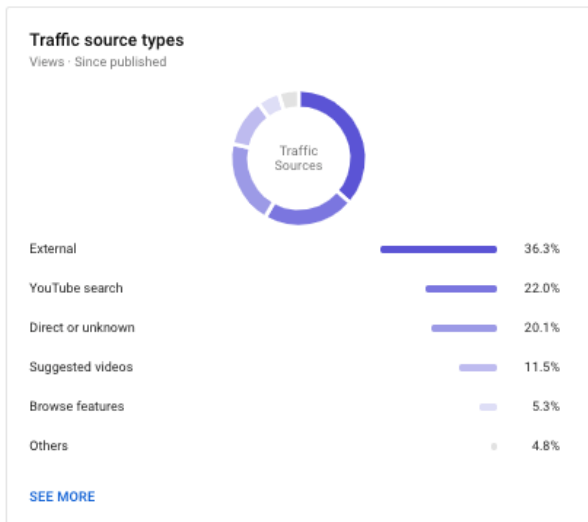 Traffic source types
Views · Since published
Traffic
Sources
External 36.3%
YouTube search 22.0%
Direct or unknown 20.1%
Suggested videos 11.5%
Browse features 5.3%
Others 4.8%
SEE MORE